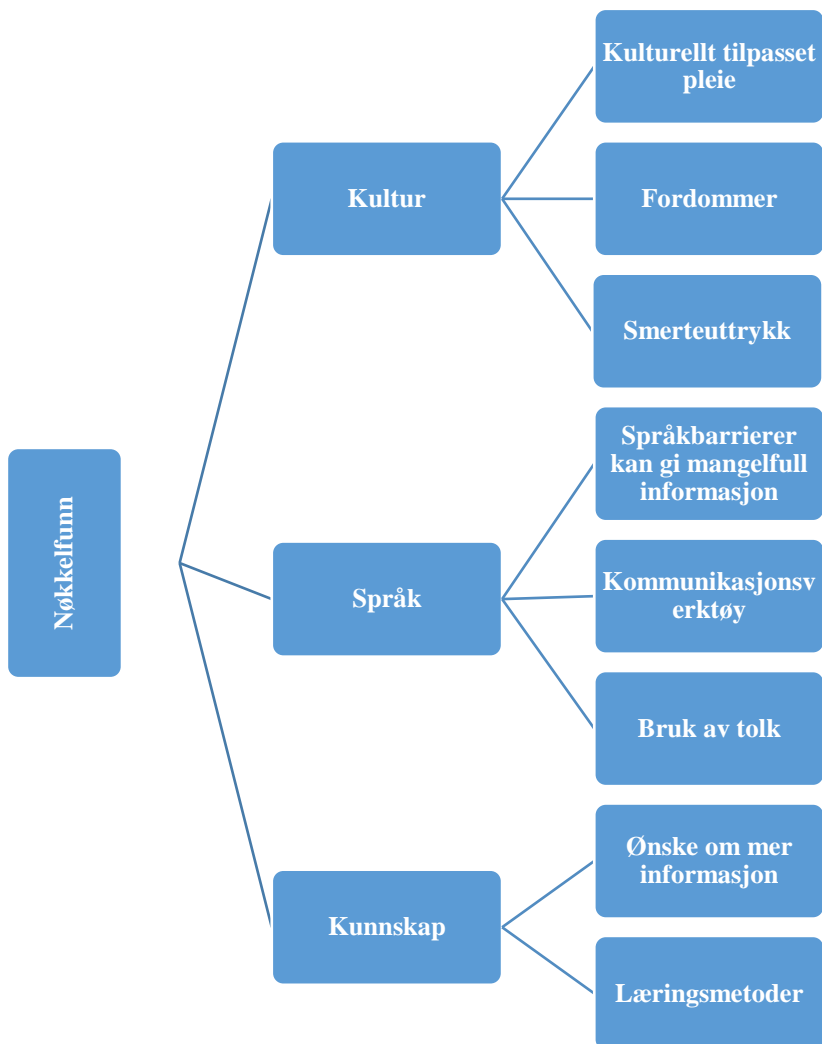 Nøkkelfunn
Kultur
Kulturellt tilpasset
pleie
Fordommer
Smerteuttrykk
Språk
Språkbarrierer
kan gi mangelfull
informasjon
Kommunikasjonsv
erktøy
Bruk av tolk
Kunnskap
Ønske om mer
informasjon
Læringsmetoder